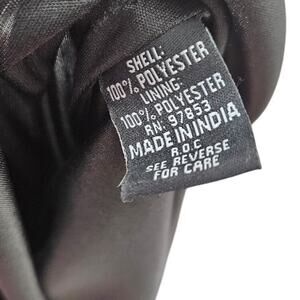 SHELL:
100% POLYESTER
LINING:
100% POLYESTER
RN. 97853
MADE IN INDIA
R.O.C
SEE REVERSE
FOR CARE